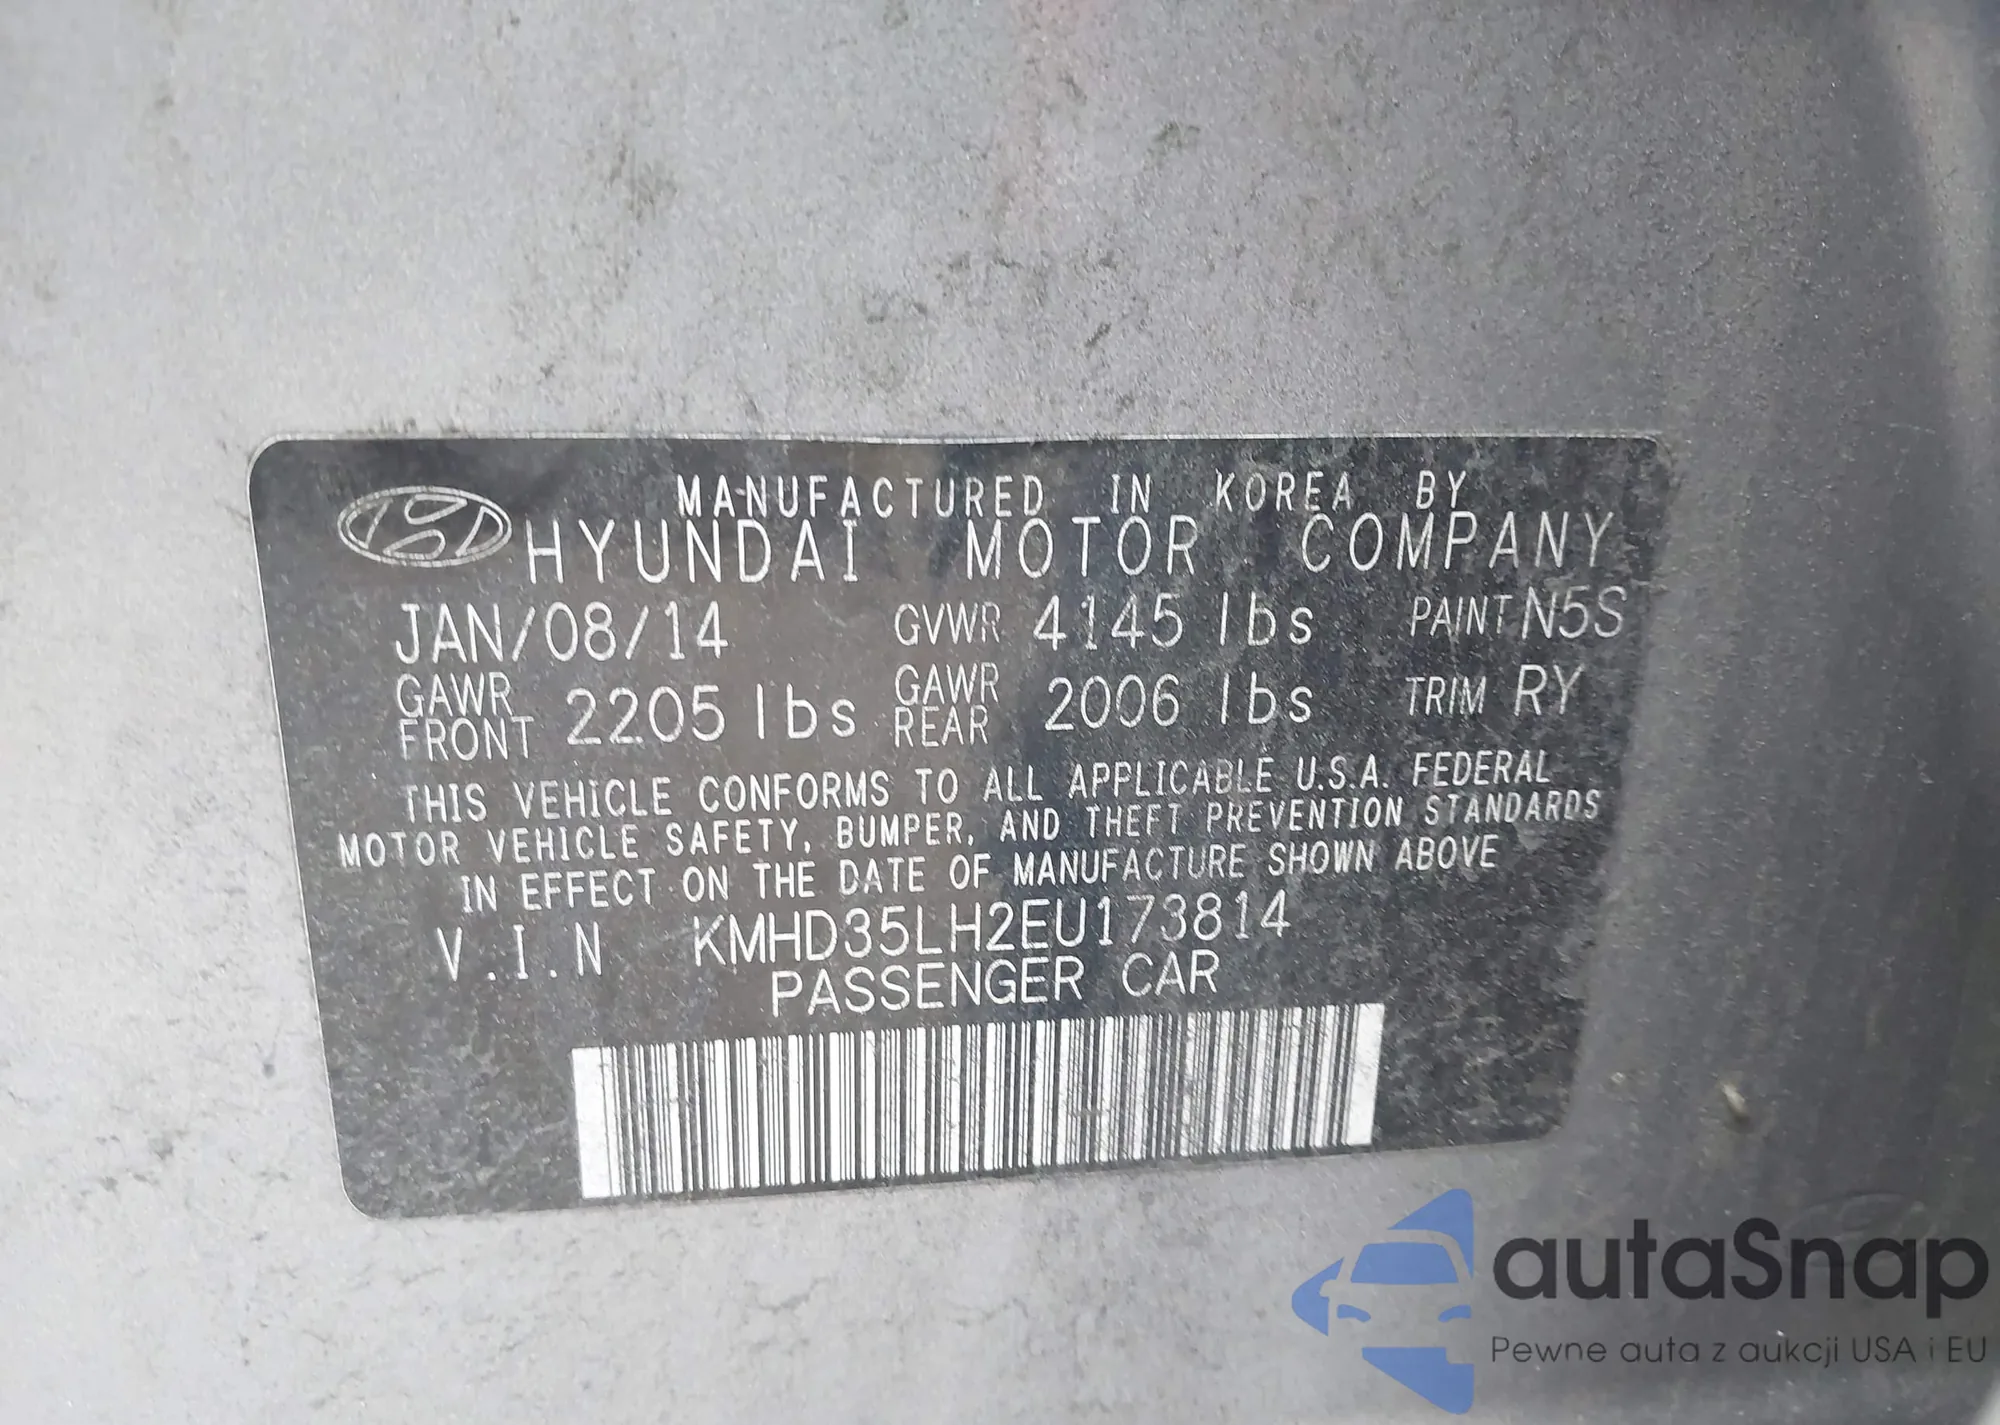 MANUFACTURED IN KOREA BY
HYUNDAI MOTOR COMPANY
JAN/08/14 GVWR 4145 lbs PAINT N5S
GAWR FRONT 2205 lbs GAWR REAR 2006 lbs TRIM RY
THIS VEHICLE CONFORMS TO ALL APPLICABLE U.S.A. FEDERAL
MOTOR VEHICLE SAFETY, BUMPER, AND THEFT PREVENTION STANDARDS
IN EFFECT ON THE DATE OF MANUFACTURE SHOWN ABOVE
V.I.N KMHD35LH2EU173814
PASSENGER CAR
autaSnap
Pewne auta z aukcji USA i EU